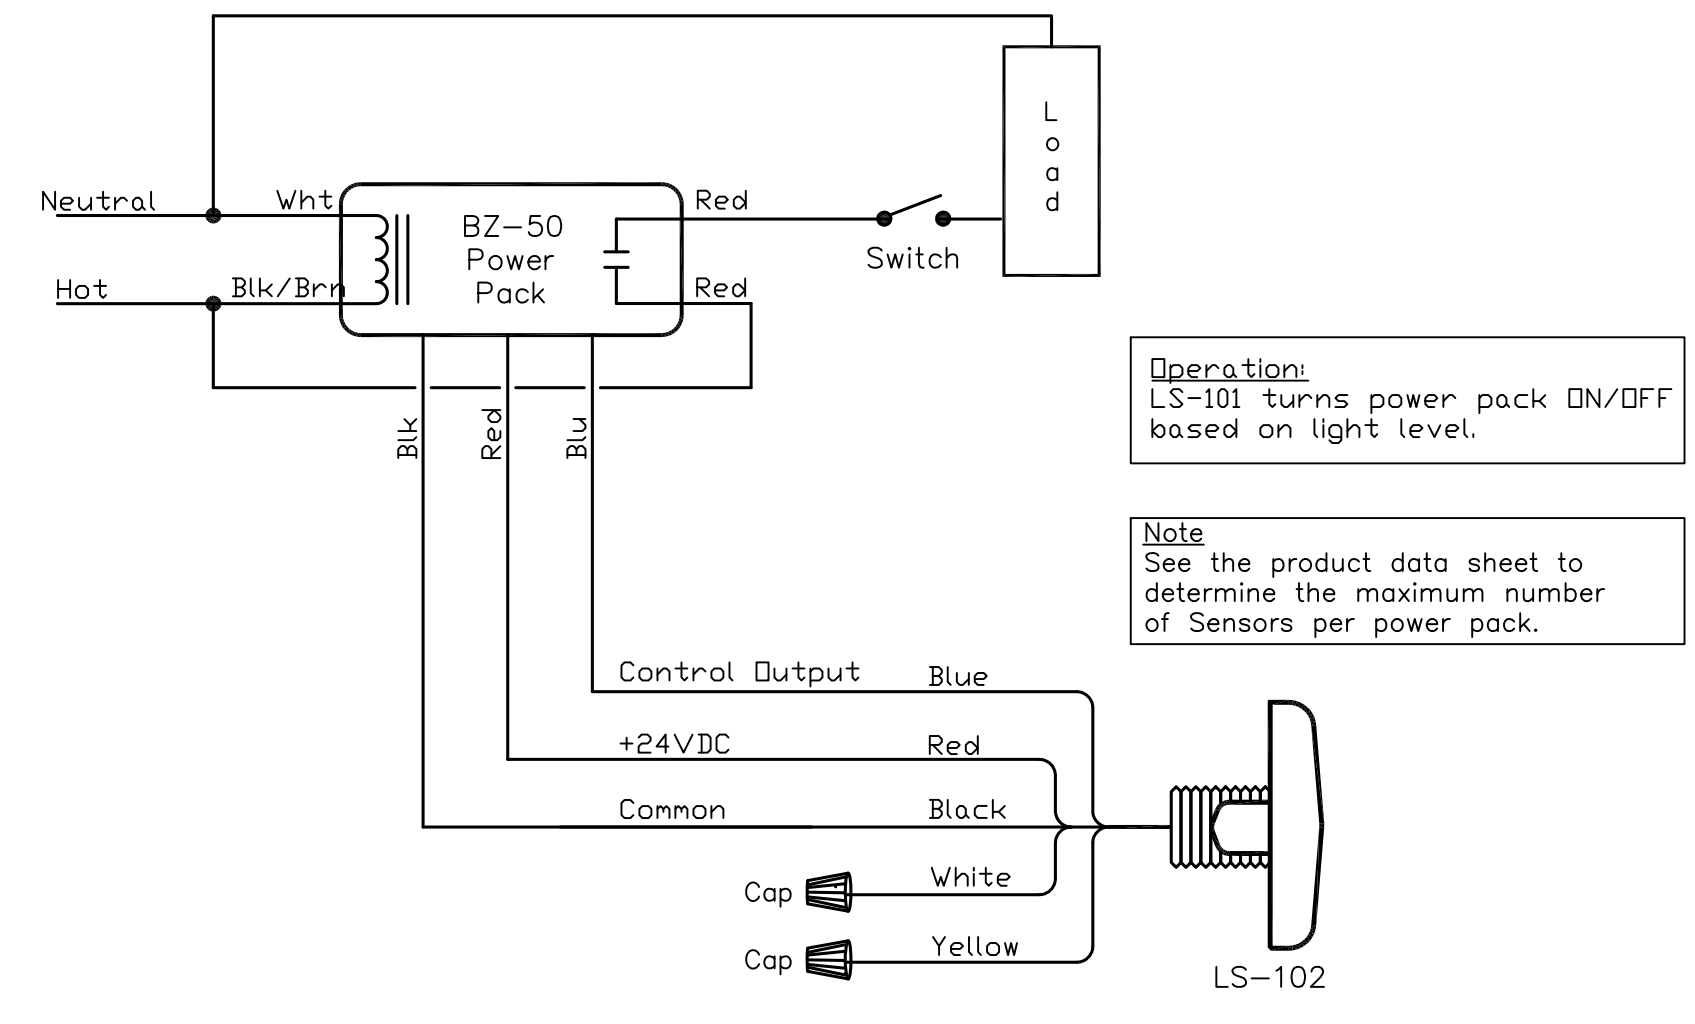 Load
Neutral
Wht
BZ-50
Power
Pack
Red
Switch
Hot
Blk/Brn
Red
Blk
Red
Blu
Operation:
LS-101 turns power pack ON/OFF
based on light level.
Note
See the product data sheet to
determine the maximum number
of Sensors per power pack.
Control Output
Blue
+24VDC
Red
Common
Black
Cap
White
Cap
Yellow
LS-102